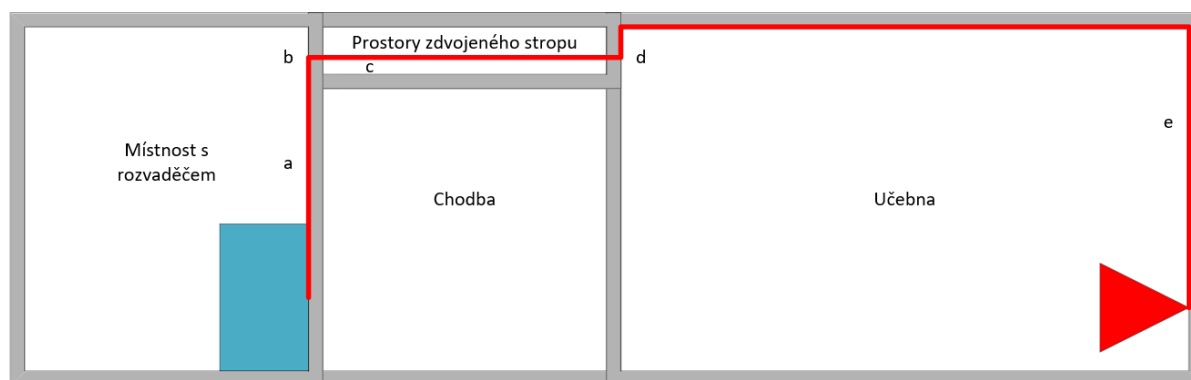 Prostory zdvojeného stropu
b
c
d
e
Místnost s
rozvaděčem
a
Chodba
Učebna